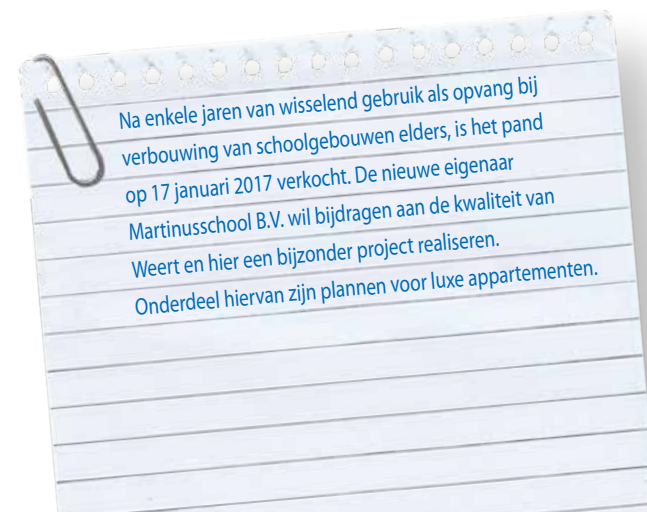 Na enkele jaren van wisselend gebruik als opvang bij
verbouwing van schoolgebouwen elders, is het pand
op 17 januari 2017 verkocht. De nieuwe eigenaar
Martinusschool B.V. wil bijdragen aan de kwaliteit van
Weert en hier een bijzonder project realiseren.
Onderdeel hiervan zijn plannen voor luxe appartementen.